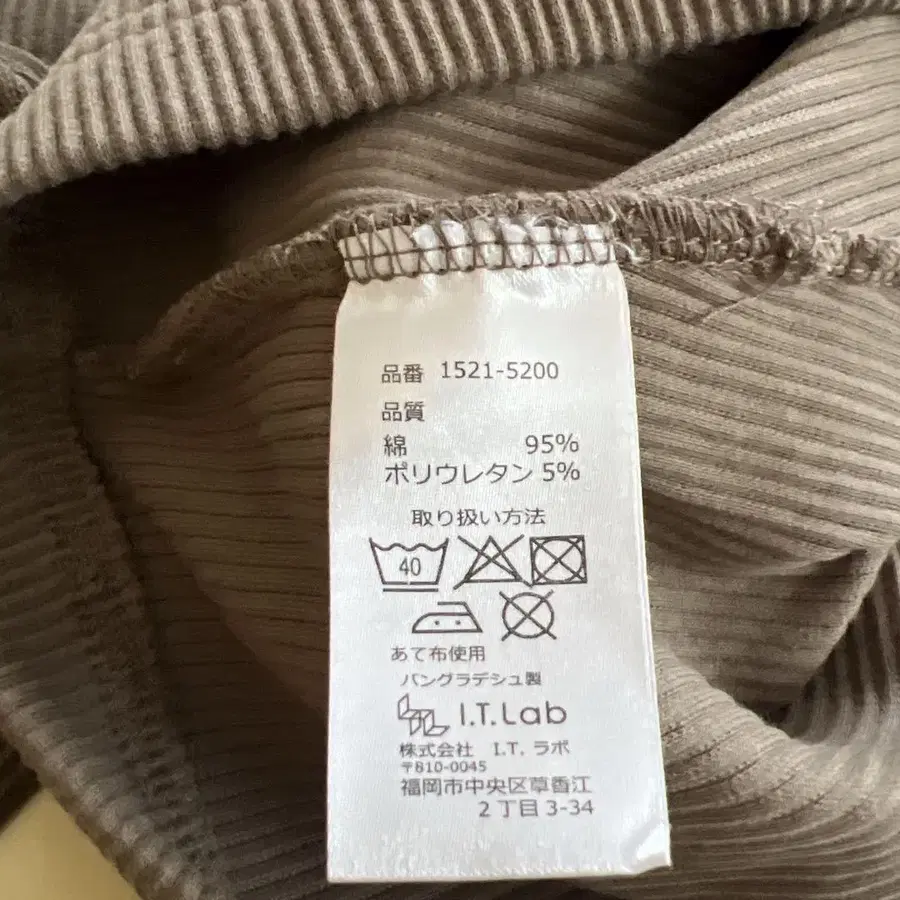 品番 1521-5200
品質
綿 95%
ポリウレタン 5%
取り扱い方法
40
あて布使用
バングラデシュ製
I.T.Lab
株式会社 I.T. ラボ
〒810-0045
福岡市中央区草香江
2丁目3-34